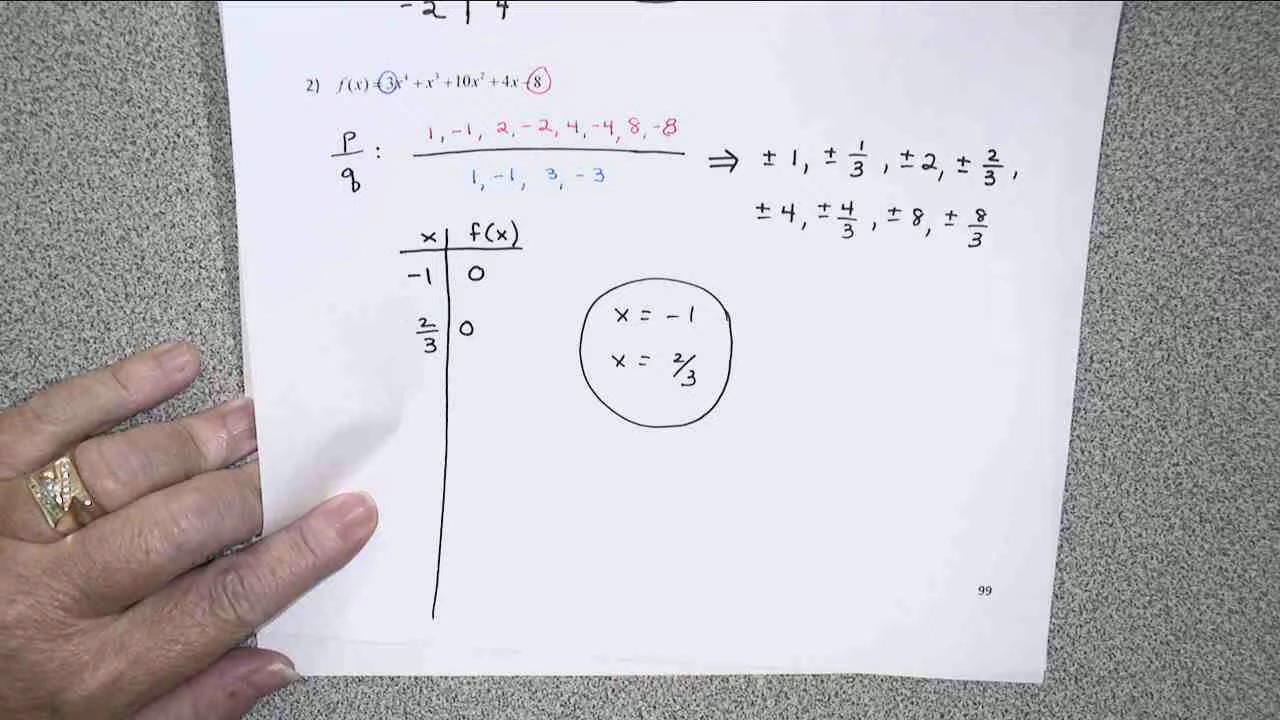 -2 | 4
2) f(x) = 3x⁴ + x³ + 10x² + 4x − 8
p/q : 1, -1, 2, -2, 4, -4, 8, -8 / 1, -1, 3, -3 ⇒ ± 1, ± 1/3, ± 2, ± 2/3,
± 4, ± 4/3, ± 8, ± 8/3
x | f(x)
-1 | 0
2/3 | 0
x = -1
x = 2/3
99